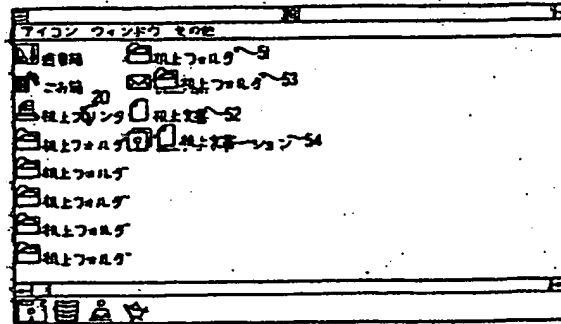 アイコン ウィンドウ その他
道書箱 机上フォルダ 51
ごみ箱 机上フォルダ 53
20
机上プリンタ 机上文書 52
机上フォルダ 机上文書ーション 54
机上フォルダ
机上フォルダ
机上フォルダ
机上フォルダ